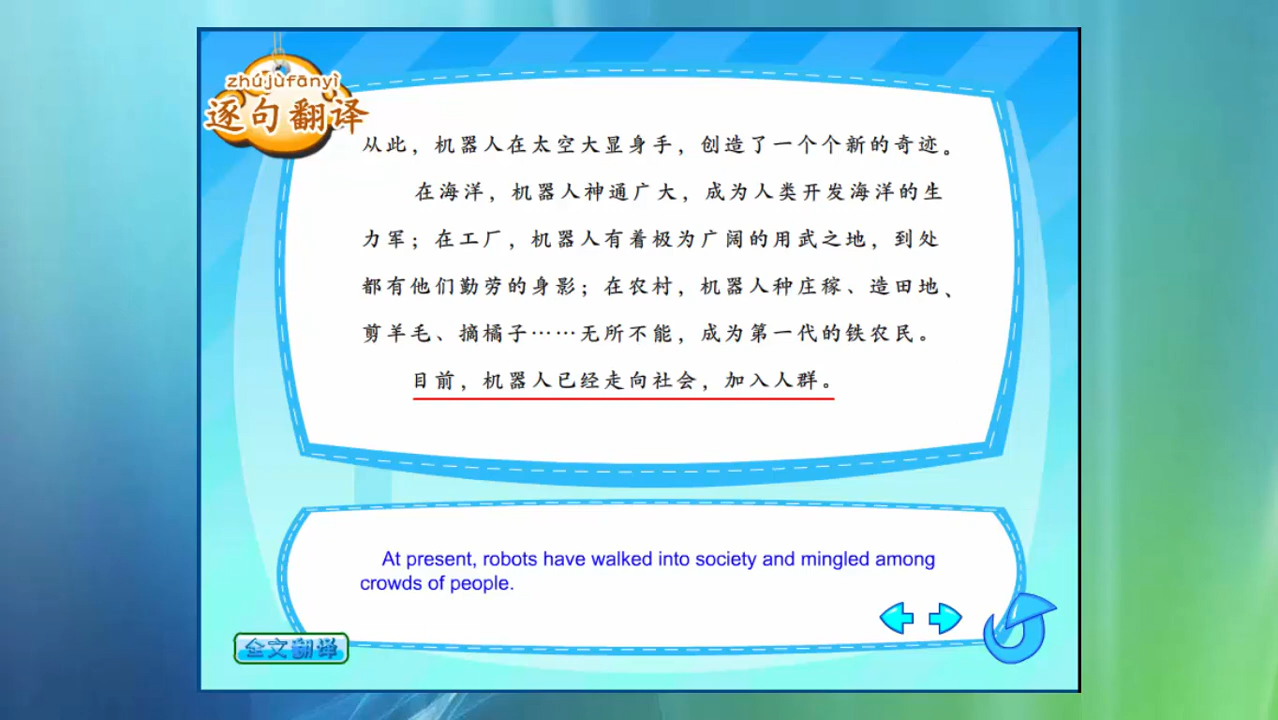 zhújùfānyì
逐句翻译
从此，机器人在太空大显身手，创造了一个个新的奇迹。
在海洋，机器人神通广大，成为人类开发海洋的生
力军；在工厂，机器人有着极为广阔的用武之地，到处
都有他们勤劳的身影；在农村，机器人种庄稼、造田地、
剪羊毛、摘橘子……无所不能，成为第一代的铁农民。
目前，机器人已经走向社会，加入人群。
At present, robots have walked into society and mingled among
crowds of people.
全文翻译